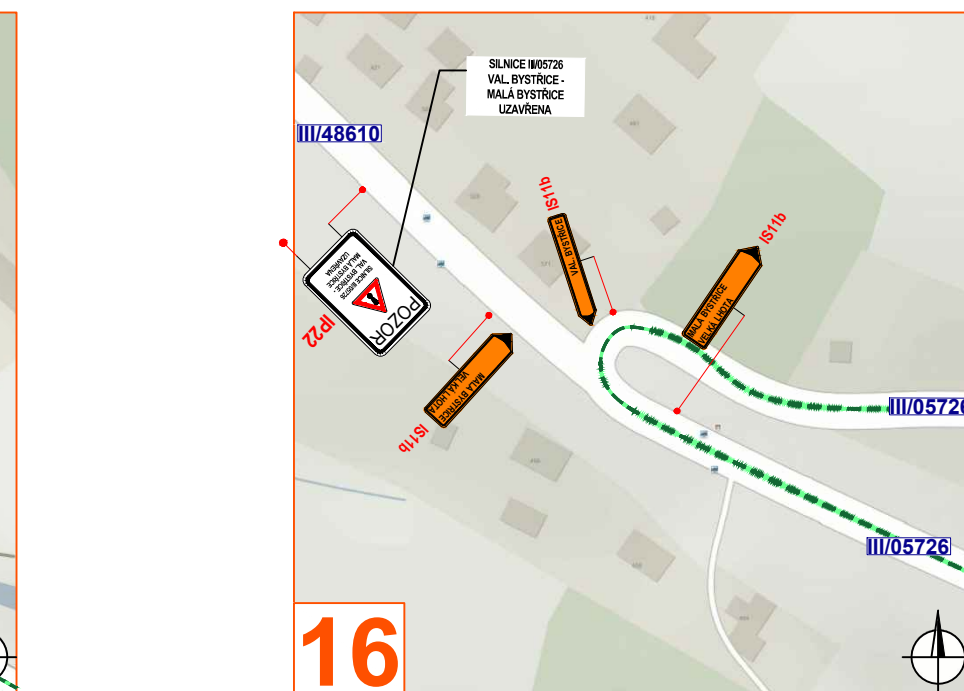 SILNICE III/05726
VAL. BYSTŘICE -
MALÁ BYSTŘICE
UZAVŘENA
III/48610
IS11b
VAL. BYSTŘICE
IS11b
MALÁ BYSTŘICE
VELKÁ LHOTA
SILNICE III/05726
VAL. BYSTŘICE -
MALÁ BYSTŘICE
UZAVŘENA
POZOR
IP22
MALÁ BYSTŘICE
VELKÁ LHOTA
IS11b
III/05726
III/05726
16